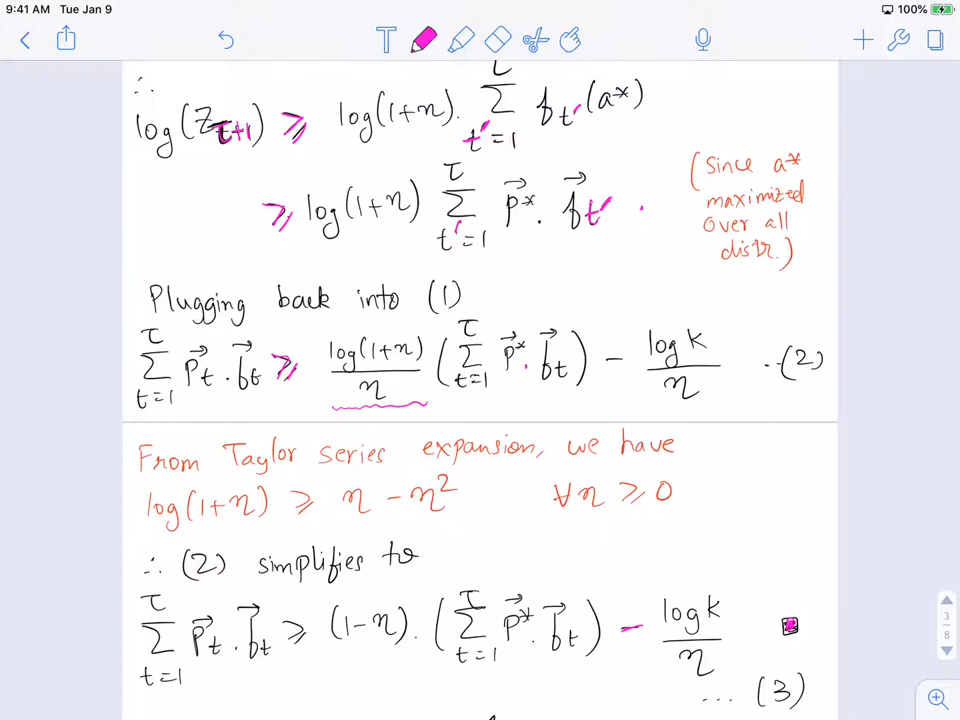 9:41 AM Tue Jan 9
100%
T
∴
log(Z_{τ+1}) ≥ log(1+η). Σ_{t'=1}^{τ} f_{t'}(a*)
≥ log(1+η) Σ_{t'=1}^{τ} p⃗*. f⃗_{t'} .
(Since a*
maximized
over all
distr.)
Plugging back into (1)
Σ_{t=1}^{τ} p⃗_t . f⃗_t ≥ log(1+η)/η (Σ_{t=1}^{τ} p⃗*. f⃗_t) − log k/η ...(2)
From Taylor series expansion, we have
log(1+η) ≥ η − η² ∀η ≥ 0
∴ (2) simplifies to
Σ_{t=1}^{τ} p⃗_t . f⃗_t ≥ (1−η). (Σ_{t=1}^{τ} p⃗*. f⃗_t) − log k/η
... (3)
3
8